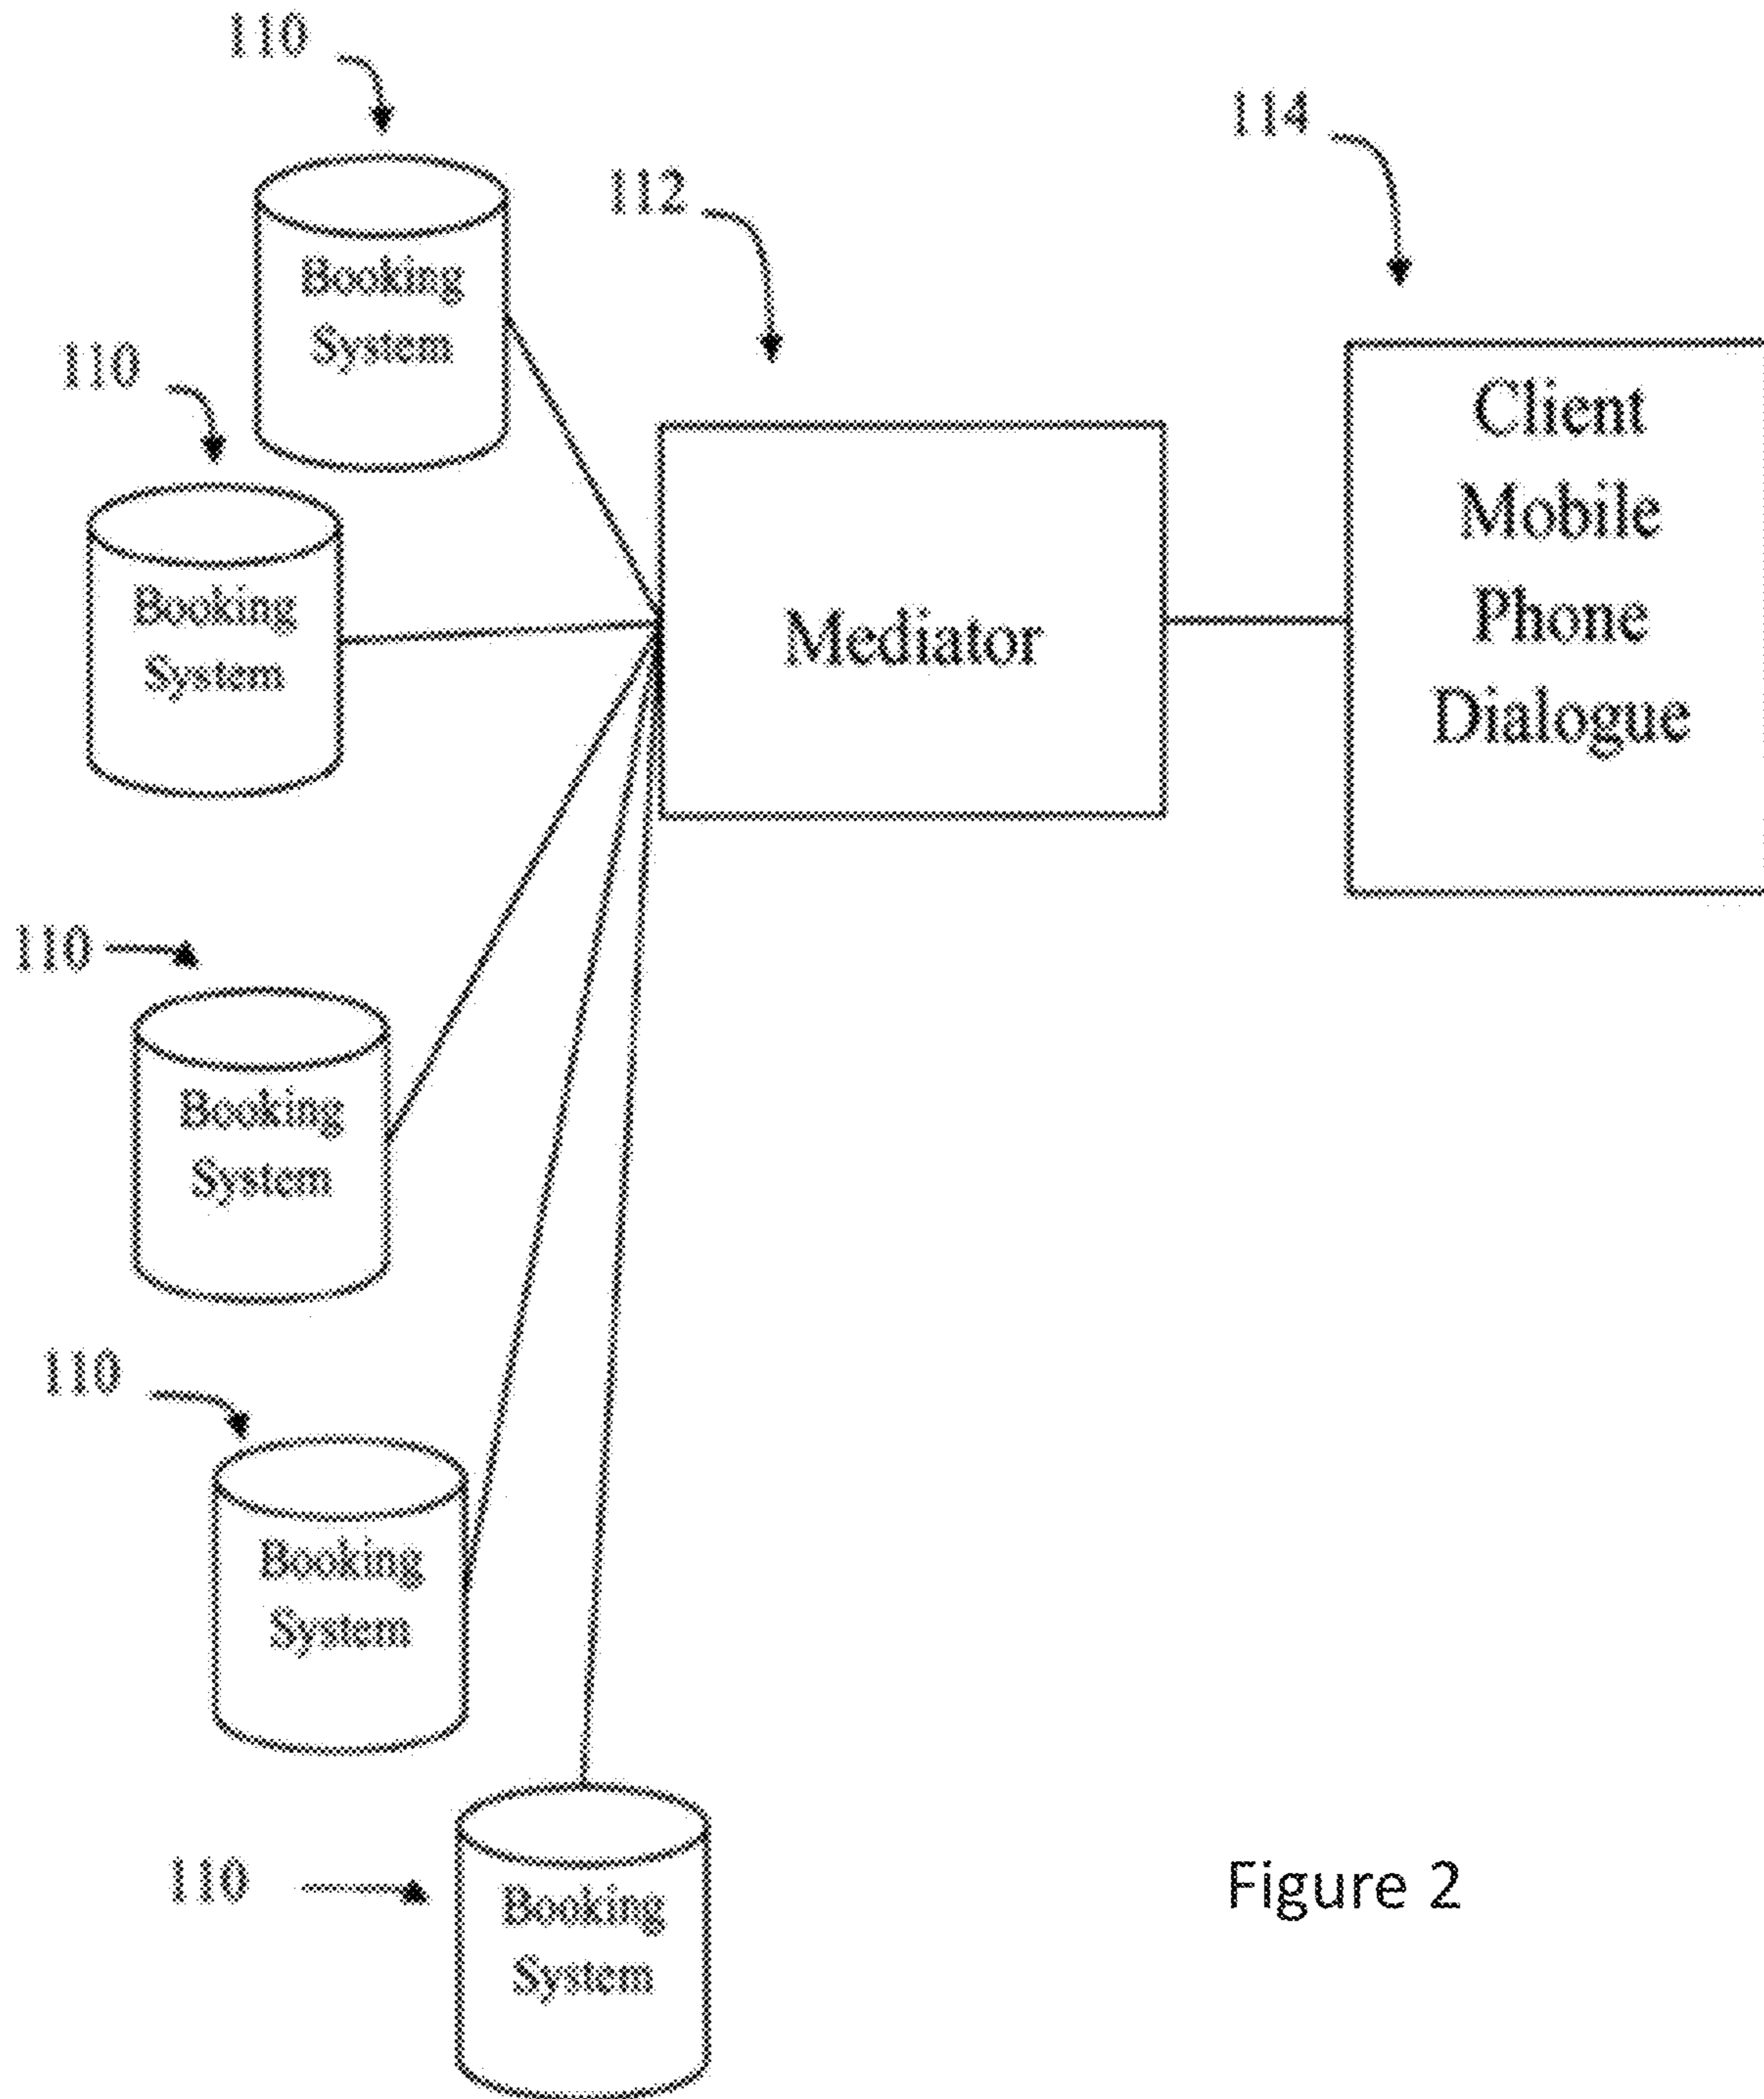 110
114
112
Booking
System
110
Client
Mobile
Phone
Dialogue
Booking
System
Mediator
110
Booking
System
110
Booking
System
110
Booking
System
Figure 2